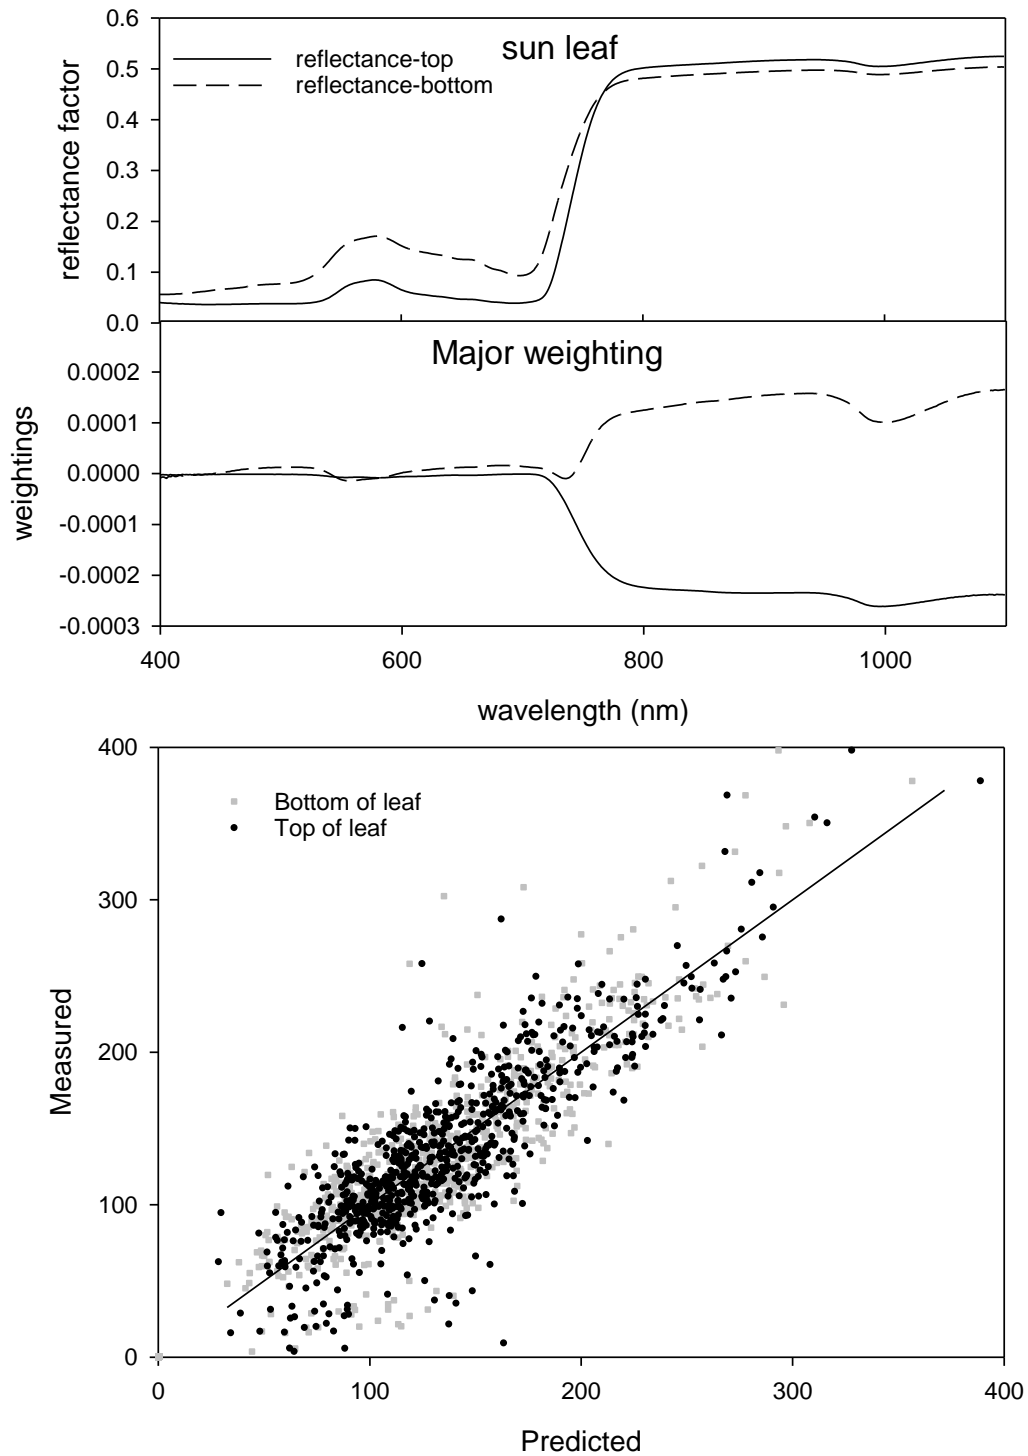 0.6
sun leaf
reflectance-top
reflectance-bottom
0.5
0.4
0.3
0.2
0.1
0.0
reflectance factor
Major weighting
0.0002
0.0001
0.0000
-0.0001
-0.0002
-0.0003
weightings
400
600
800
1000
wavelength (nm)
400
Bottom of leaf
Top of leaf
300
200
100
0
Measured
0
100
200
300
400
Predicted